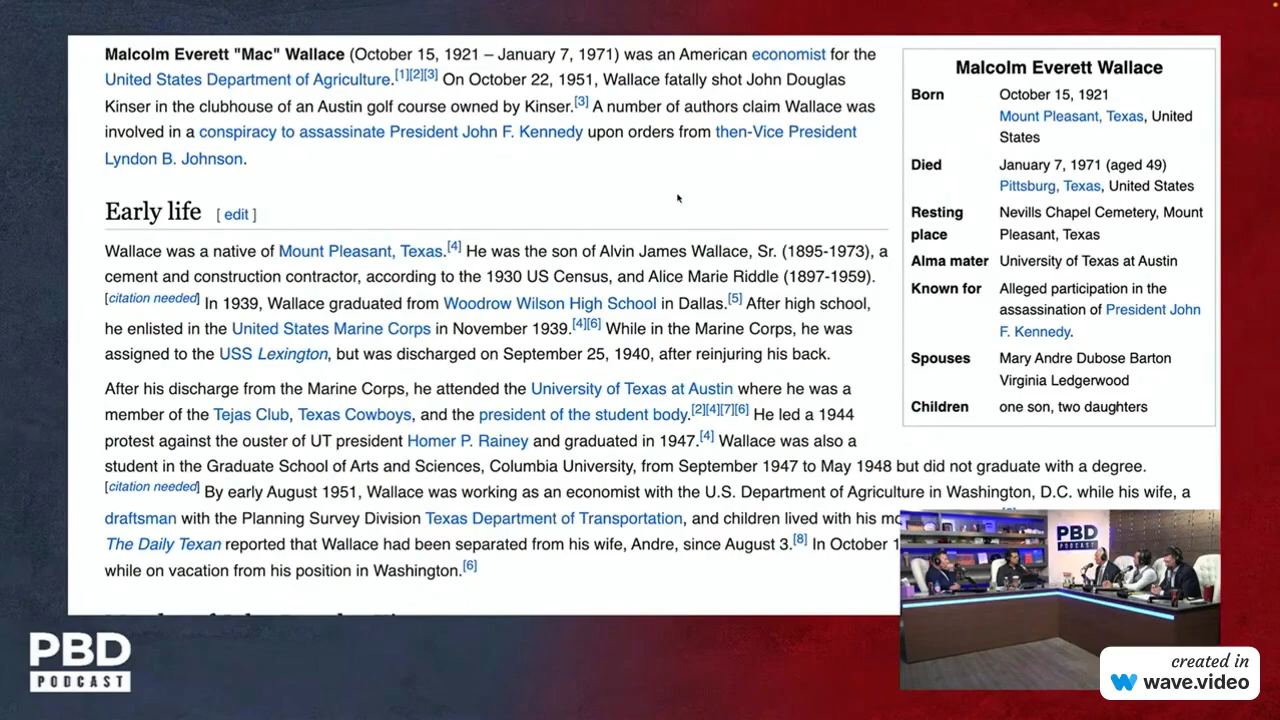 Malcolm Everett "Mac" Wallace (October 15, 1921 – January 7, 1971) was an American economist for the
United States Department of Agriculture.[1][2][3] On October 22, 1951, Wallace fatally shot John Douglas
Kinser in the clubhouse of an Austin golf course owned by Kinser.[3] A number of authors claim Wallace was
involved in a conspiracy to assassinate President John F. Kennedy upon orders from then-Vice President
Lyndon B. Johnson.
Early life [ edit ]
Wallace was a native of Mount Pleasant, Texas.[4] He was the son of Alvin James Wallace, Sr. (1895-1973), a
cement and construction contractor, according to the 1930 US Census, and Alice Marie Riddle (1897-1959).
[citation needed] In 1939, Wallace graduated from Woodrow Wilson High School in Dallas.[5] After high school,
he enlisted in the United States Marine Corps in November 1939.[4][6] While in the Marine Corps, he was
assigned to the USS Lexington, but was discharged on September 25, 1940, after reinjuring his back.
After his discharge from the Marine Corps, he attended the University of Texas at Austin where he was a
member of the Tejas Club, Texas Cowboys, and the president of the student body.[2][4][7][6] He led a 1944
protest against the ouster of UT president Homer P. Rainey and graduated in 1947.[4] Wallace was also a
student in the Graduate School of Arts and Sciences, Columbia University, from September 1947 to May 1948 but did not graduate with a degree.
[citation needed] By early August 1951, Wallace was working as an economist with the U.S. Department of Agriculture in Washington, D.C. while his wife, a
draftsman with the Planning Survey Division Texas Department of Transportation, and children lived with his
The Daily Texan reported that Wallace had been separated from his wife, Andre, since August 3.[8] In October
while on vacation from his position in Washington.[6]
Malcolm Everett Wallace
Born October 15, 1921
Mount Pleasant, Texas, United
States
Died January 7, 1971 (aged 49)
Pittsburg, Texas, United States
Resting Nevills Chapel Cemetery, Mount
place Pleasant, Texas
Alma mater University of Texas at Austin
Known for Alleged participation in the
assassination of President John
F. Kennedy.
Spouses Mary Andre Dubose Barton
Virginia Ledgerwood
Children one son, two daughters
PBD
PODCAST
PBD
PODCAST
created in
wave.video